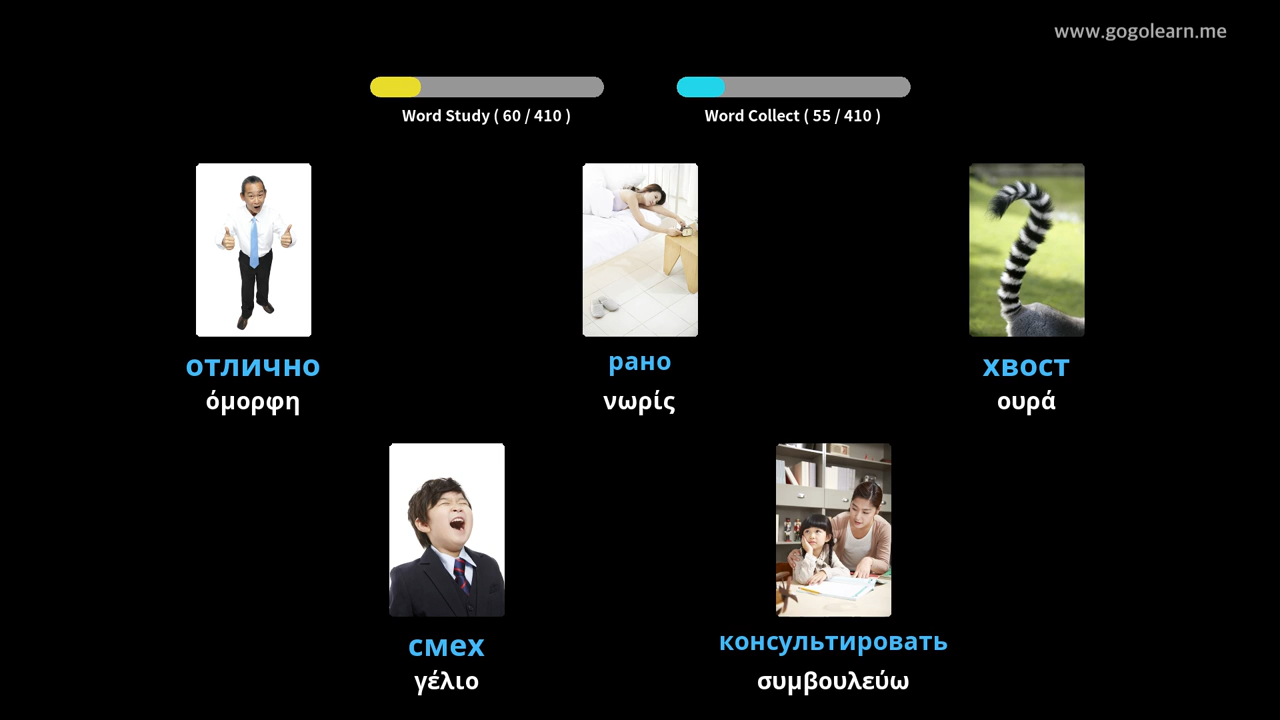 www.gogolearn.me
Word Study ( 60 / 410 )
Word Collect ( 55 / 410 )
отлично
όμορφη
рано
νωρίς
хвост
ουρά
смех
γέλιο
консультировать
συμβουλεύω